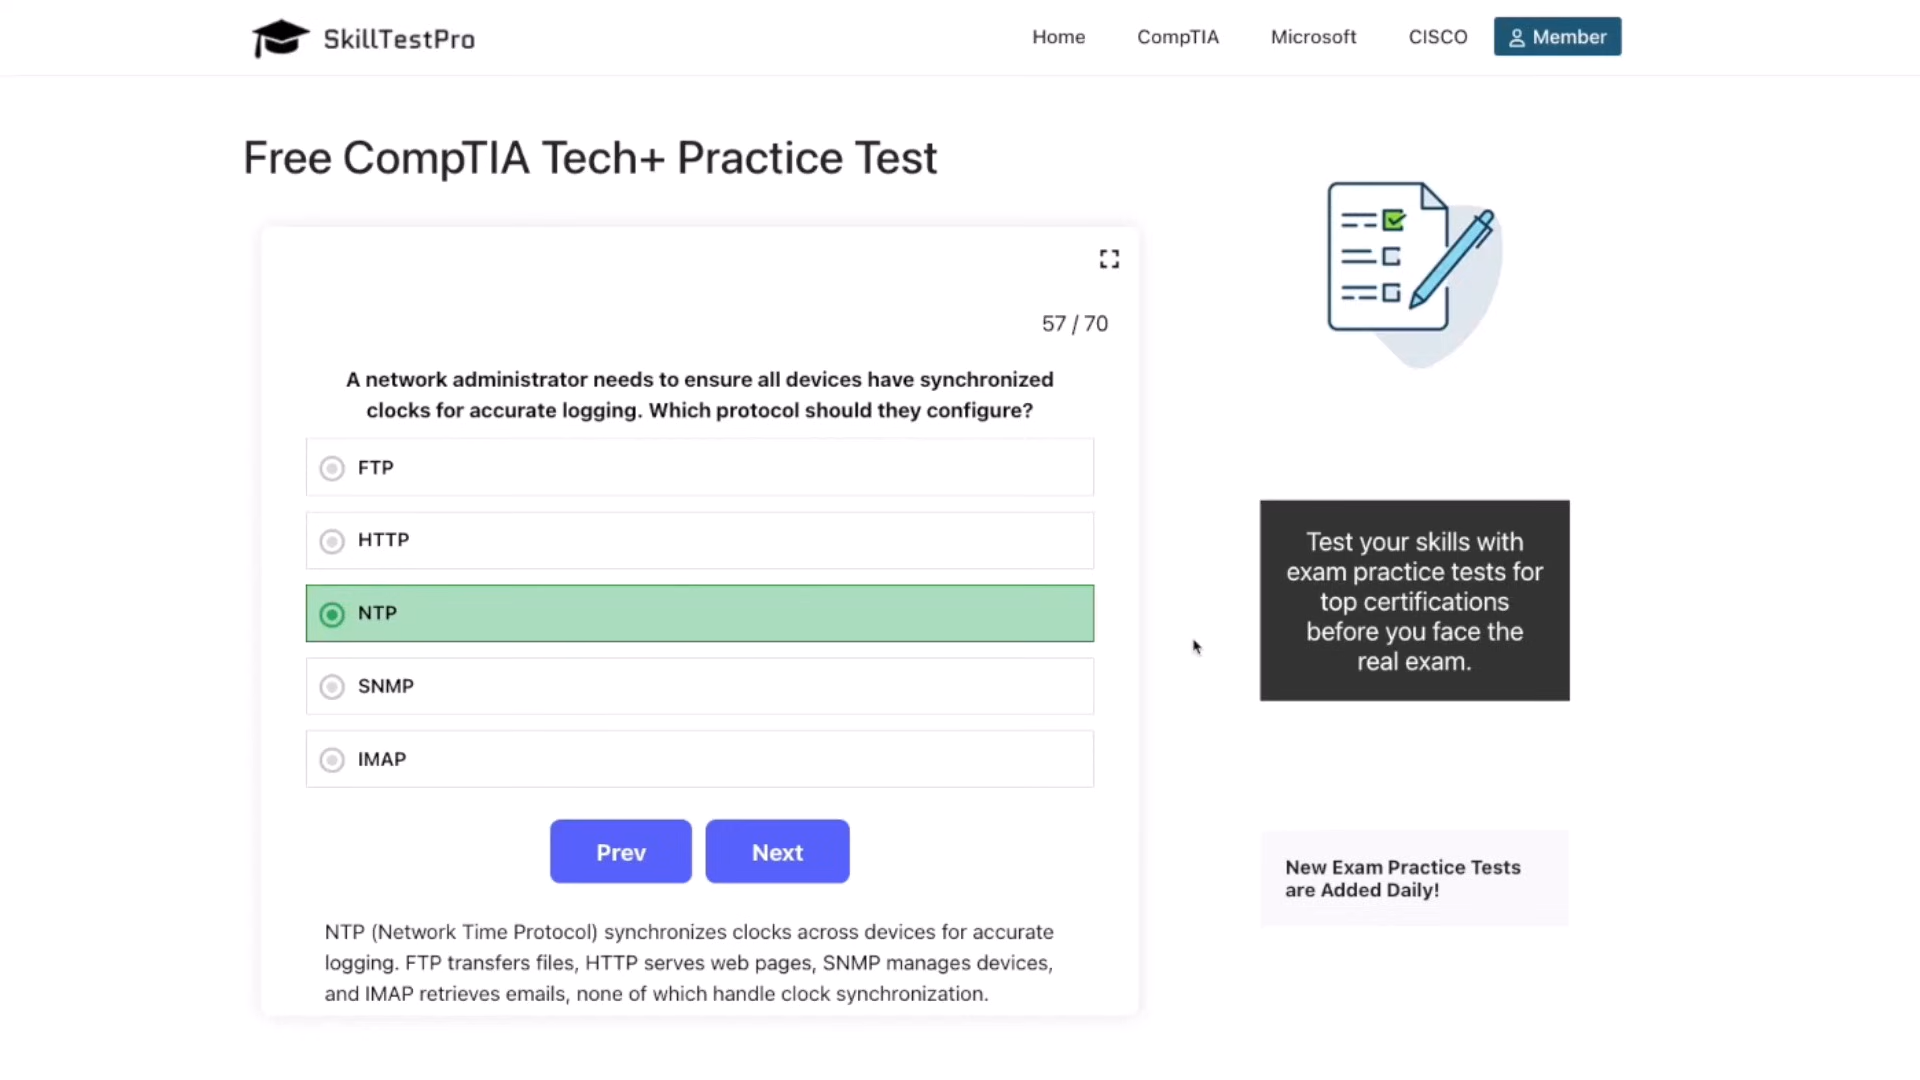 SkillTestPro
Home
CompTIA
Microsoft
CISCO
Member
Free CompTIA Tech+ Practice Test
57 / 70
A network administrator needs to ensure all devices have synchronized
clocks for accurate logging. Which protocol should they configure?
FTP
HTTP
NTP
SNMP
IMAP
Prev
Next
NTP (Network Time Protocol) synchronizes clocks across devices for accurate
logging. FTP transfers files, HTTP serves web pages, SNMP manages devices,
and IMAP retrieves emails, none of which handle clock synchronization.
Test your skills with
exam practice tests for
top certifications
before you face the
real exam.
New Exam Practice Tests
are Added Daily!